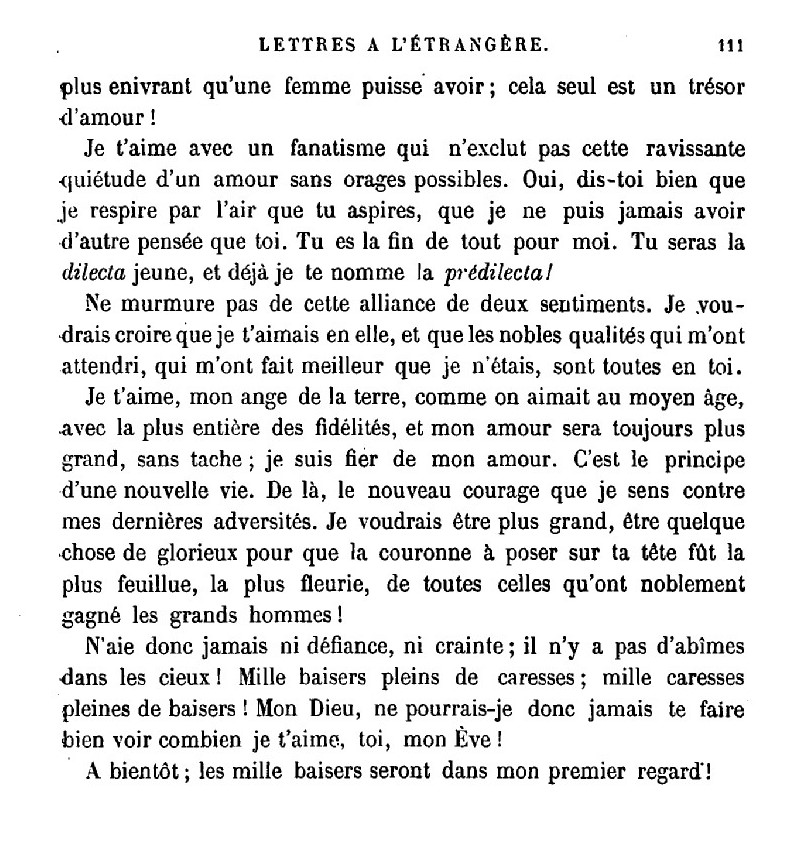 LETTRES A L'ÉTRANGÈRE. 111
plus enivrant qu'une femme puisse avoir ; cela seul est un trésor
d'amour !
Je t'aime avec un fanatisme qui n'exclut pas cette ravissante
quiétude d'un amour sans orages possibles. Oui, dis-toi bien que
je respire par l'air que tu aspires, que je ne puis jamais avoir
d'autre pensée que toi. Tu es la fin de tout pour moi. Tu seras la
dilecta jeune, et déjà je te nomme la prédilecta!
Ne murmure pas de cette alliance de deux sentiments. Je vou-
drais croire que je t'aimais en elle, et que les nobles qualités qui m'ont
attendri, qui m'ont fait meilleur que je n'étais, sont toutes en toi.
Je t'aime, mon ange de la terre, comme on aimait au moyen âge,
avec la plus entière des fidélités, et mon amour sera toujours plus
grand, sans tache ; je suis fier de mon amour. C'est le principe
d'une nouvelle vie. De là, le nouveau courage que je sens contre
mes dernières adversités. Je voudrais être plus grand, être quelque
chose de glorieux pour que la couronne à poser sur ta tête fût la
plus feuillue, la plus fleurie, de toutes celles qu'ont noblement
gagné les grands hommes !
N'aie donc jamais ni défiance, ni crainte ; il n'y a pas d'abîmes
dans les cieux ! Mille baisers pleins de caresses ; mille caresses
pleines de baisers ! Mon Dieu, ne pourrais-je donc jamais te faire
bien voir combien je t'aime, toi, mon Ève !
A bientôt ; les mille baisers seront dans mon premier regard !